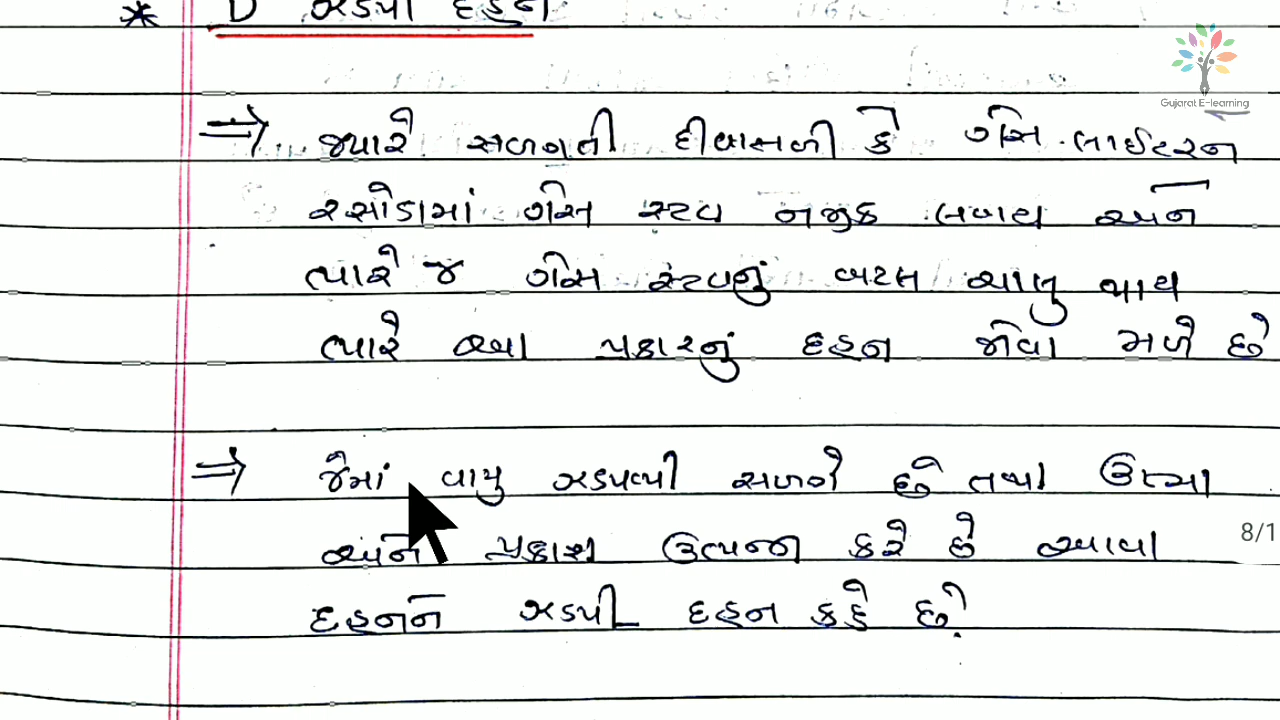 * D ઝડપી દહન
Gujarat E-learning
⇒ જ્યારે સળગતી દીવાસળી કે ગેસ લાઈટરન
રસોડામાં ગેસ સ્ટવ નજીક લવાય અને
ત્યારે જ ગેસ સ્ટવનું બટન ચાલુ થાય
ત્યારે આ પ્રકારનું દહન જોવા મળે છે
⇒ જેમાં વાયુ ઝડપથી સળગે છે તથા ઉષ્મા
અને પ્રકાશ ઉત્પન્ન કરે છે આવા
8/1
દહનને ઝડપી દહન કહે છે.